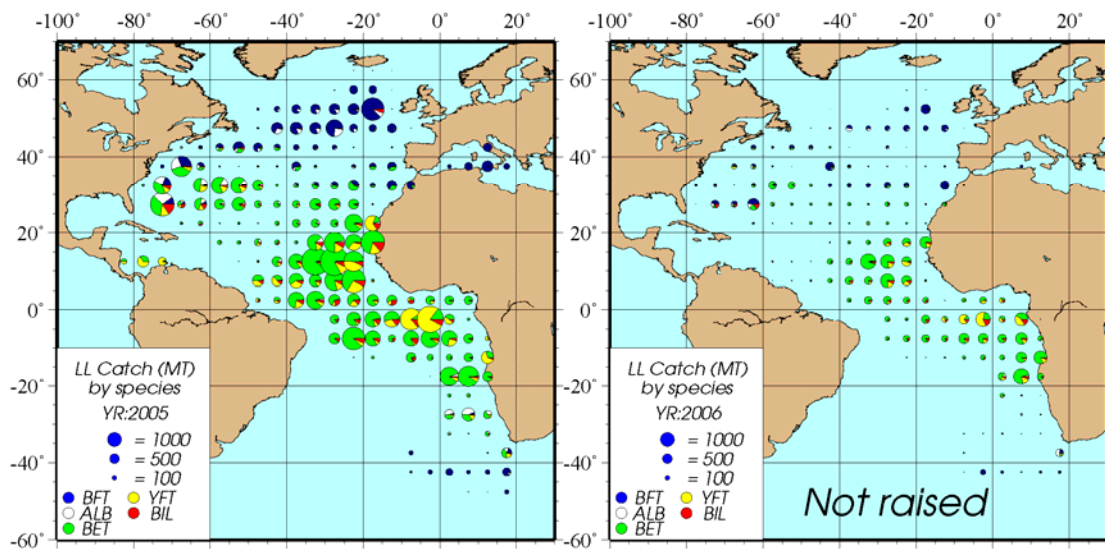 -100° -80° -60° -40° -20° 0° 20°
60°
40°
20°
0°
-20°
-40°
-60°
LL Catch (MT)
by species
YR:2005
= 1000
= 500
= 100
BFT YFT
ALB BIL
BET
-100° -80° -60° -40° -20° 0° 20°
60°
40°
20°
0°
-20°
-40°
-60°
LL Catch (MT)
by species
YR:2006
= 1000
= 500
= 100
BFT YFT
ALB BIL
BET
Not raised